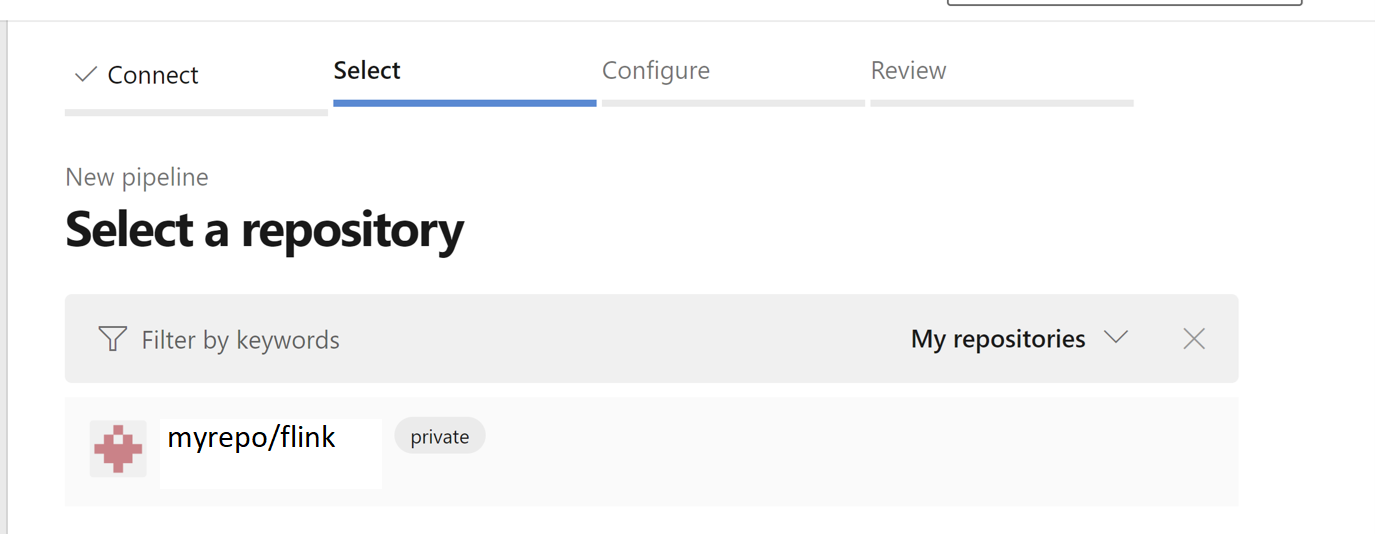 Connect
Select
Configure
Review
New pipeline
Select a repository
Filter by keywords
My repositories
myrepo/flink
private